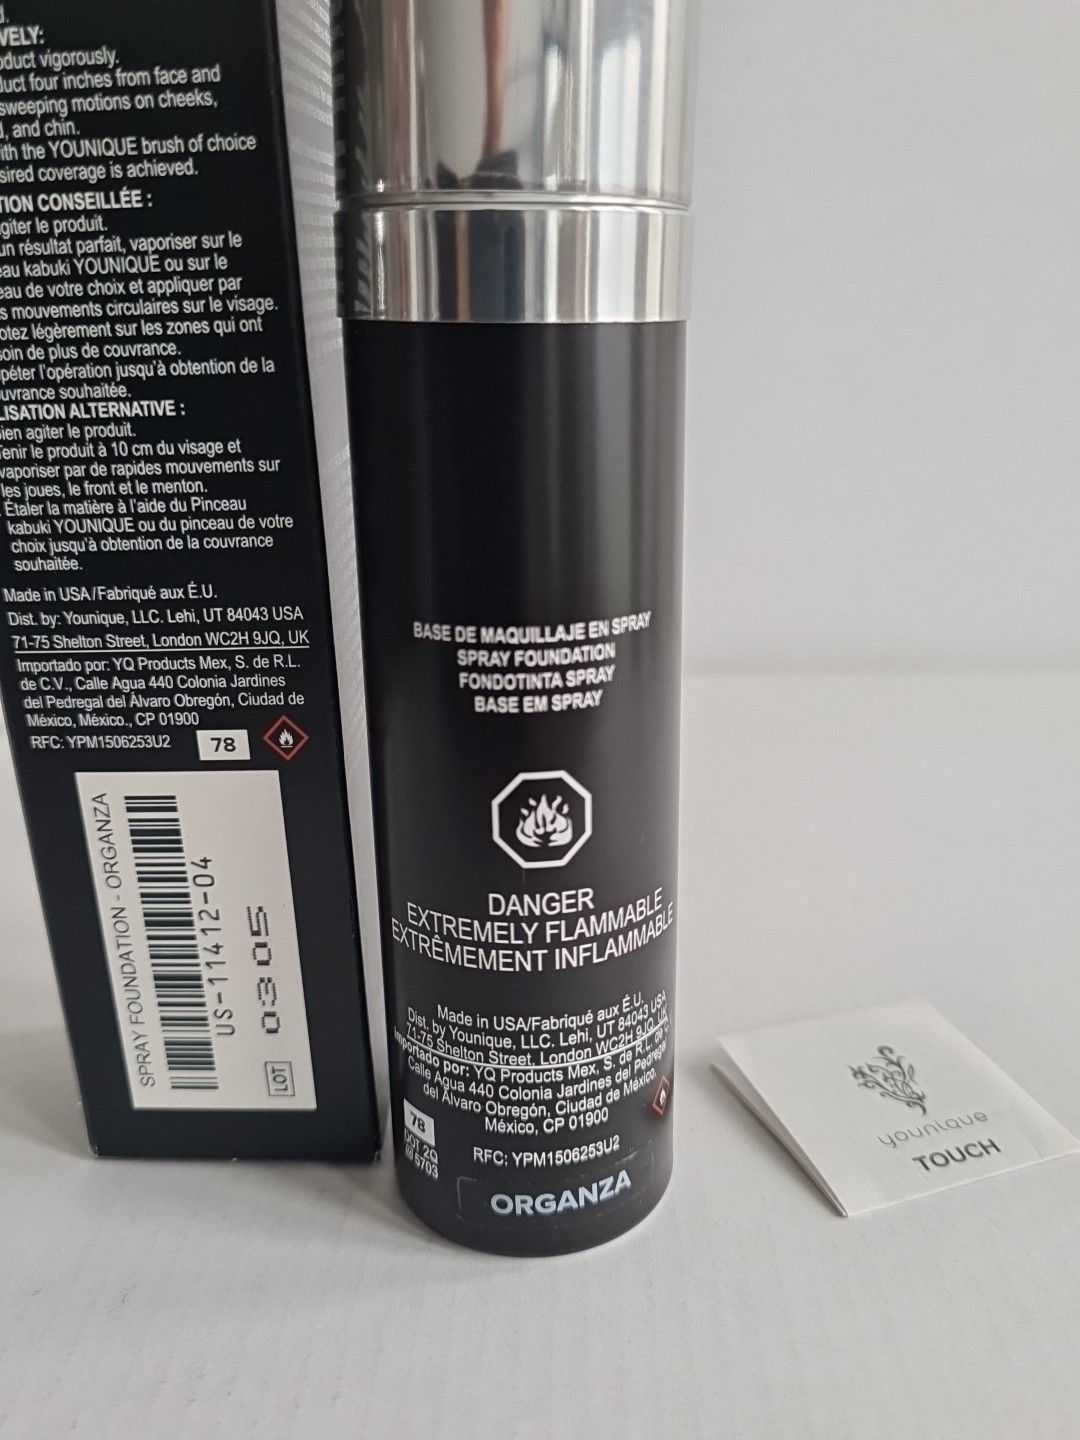 d.
VELY:
oduct vigorously.
duct four inches from face and
sweeping motions on cheeks,
d, and chin.
ith the YOUNIQUE brush of choice
sired coverage is achieved.
TION CONSEILLÉE :
giter le produit.
un résultat parfait, vaporiser sur le
eau kabuki YOUNIQUE ou sur le
eau de votre choix et appliquer par
s mouvements circulaires sur le visage.
otez légèrement sur les zones qui ont
soin de plus de couvrance.
péter l'opération jusqu'à obtention de la
uvrance souhaitée.
LISATION ALTERNATIVE :
ien agiter le produit.
Tenir le produit à 10 cm du visage et
vaporiser par de rapides mouvements sur
les joues, le front et le menton.
Étaler la matière à l'aide du Pinceau
kabuki YOUNIQUE ou du pinceau de votre
choix jusqu'à obtention de la couvrance
souhaitée.
Made in USA/Fabriqué aux É.U.
Dist. by: Younique, LLC. Lehi, UT 84043 USA
71-75 Shelton Street, London WC2H 9JQ, UK
Importado por: YQ Products Mex, S. de R.L.
de C.V., Calle Agua 440 Colonia Jardines
del Pedregal del Álvaro Obregón, Ciudad de
México, México., CP 01900
RFC: YPM1506253U2
78
SPRAY FOUNDATION - ORGANZA
US-11412-04
LOT
0305
BASE DE MAQUILLAJE EN SPRAY
SPRAY FOUNDATION
FONDOTINTA SPRAY
BASE EM SPRAY
DANGER
EXTREMELY FLAMMABLE
EXTRÊMEMENT INFLAMMABLE
Made in USA/Fabriqué aux É.U.
Dist. by Younique, LLC. Lehi, UT 84043 USA
71-75 Shelton Street, London WC2H 9JQ, UK
Importado por: YQ Products Mex, S. de R.L. de C.
Calle Agua 440 Colonia Jardines del Pedregal
del Álvaro Obregón, Ciudad de México,
México, CP 01900
78
DOT 2Q
M 5703
RFC: YPM1506253U2
ORGANZA
younique
TOUCH